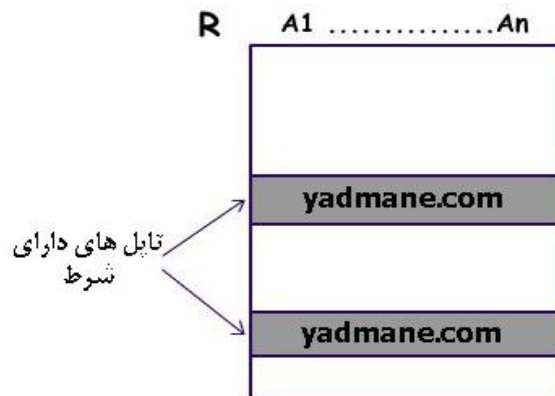 R A1 ...............An
yadmane.com
تاپل های دارای
شرط
yadmane.com